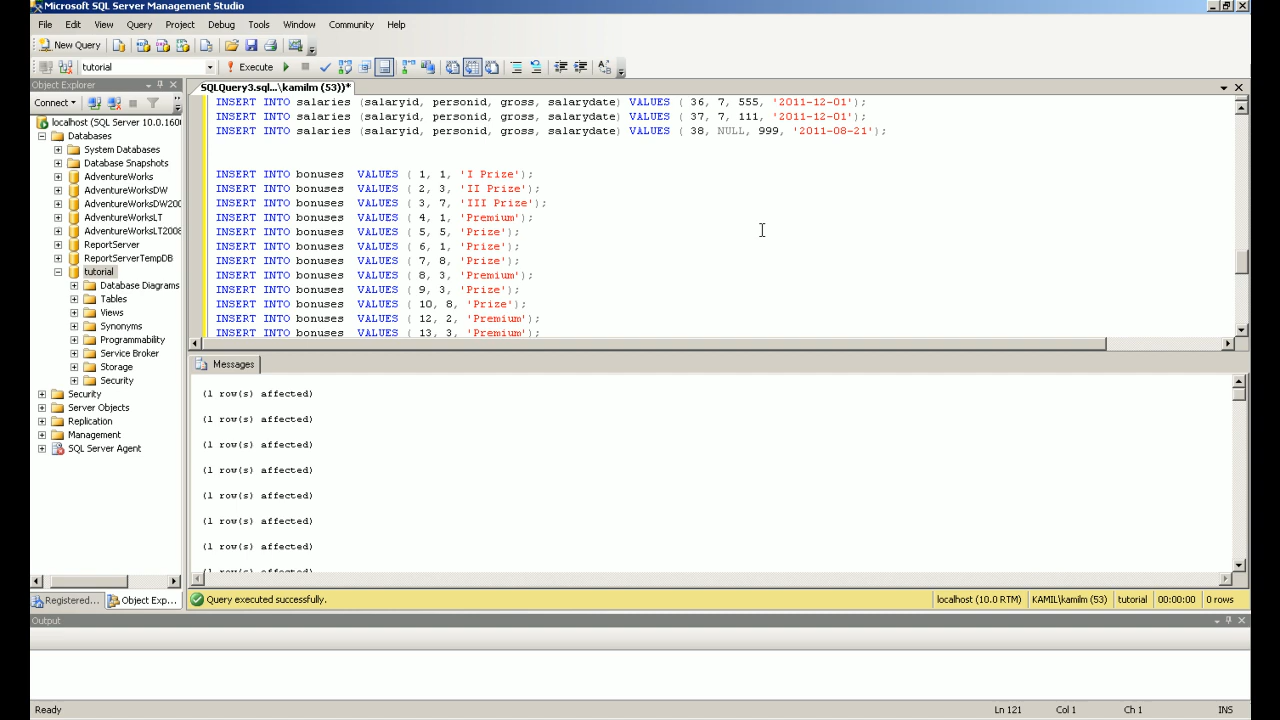 Microsoft SQL Server Management Studio
File Edit View Query Project Debug Tools Window Community Help
New Query
tutorial Execute
Object Explorer
SQLQuery3.sql...\kamilm (53))*
Connect
localhost (SQL Server 10.0.1600
Databases
System Databases
Database Snapshots
AdventureWorks
AdventureWorksDW
AdventureWorksDW200
AdventureWorksLT
AdventureWorksLT2008
ReportServer
ReportServerTempDB
tutorial
Database Diagrams
Tables
Views
Synonyms
Programmability
Service Broker
Storage
Security
Security
Server Objects
Replication
Management
SQL Server Agent
Registered... Object Exp...
INSERT INTO salaries (salaryid, personid, gross, salarydate) VALUES ( 36, 7, 555, '2011-12-01');
INSERT INTO salaries (salaryid, personid, gross, salarydate) VALUES ( 37, 7, 111, '2011-12-01');
INSERT INTO salaries (salaryid, personid, gross, salarydate) VALUES ( 38, NULL, 999, '2011-08-21');
INSERT INTO bonuses VALUES ( 1, 1, 'I Prize');
INSERT INTO bonuses VALUES ( 2, 3, 'II Prize');
INSERT INTO bonuses VALUES ( 3, 7, 'III Prize');
INSERT INTO bonuses VALUES ( 4, 1, 'Premium');
INSERT INTO bonuses VALUES ( 5, 5, 'Prize');
INSERT INTO bonuses VALUES ( 6, 1, 'Prize');
INSERT INTO bonuses VALUES ( 7, 8, 'Prize');
INSERT INTO bonuses VALUES ( 8, 3, 'Premium');
INSERT INTO bonuses VALUES ( 9, 3, 'Prize');
INSERT INTO bonuses VALUES ( 10, 8, 'Prize');
INSERT INTO bonuses VALUES ( 12, 2, 'Premium');
INSERT INTO bonuses VALUES ( 13, 3, 'Premium');
Messages
(1 row(s) affected)
(1 row(s) affected)
(1 row(s) affected)
(1 row(s) affected)
(1 row(s) affected)
(1 row(s) affected)
(1 row(s) affected)
(1 row(s) affected)
Query executed successfully. localhost (10.0 RTM) KAMIL\kamilm (53) tutorial 00:00:00 0 rows
Output
Ready Ln 121 Col 1 Ch 1 INS